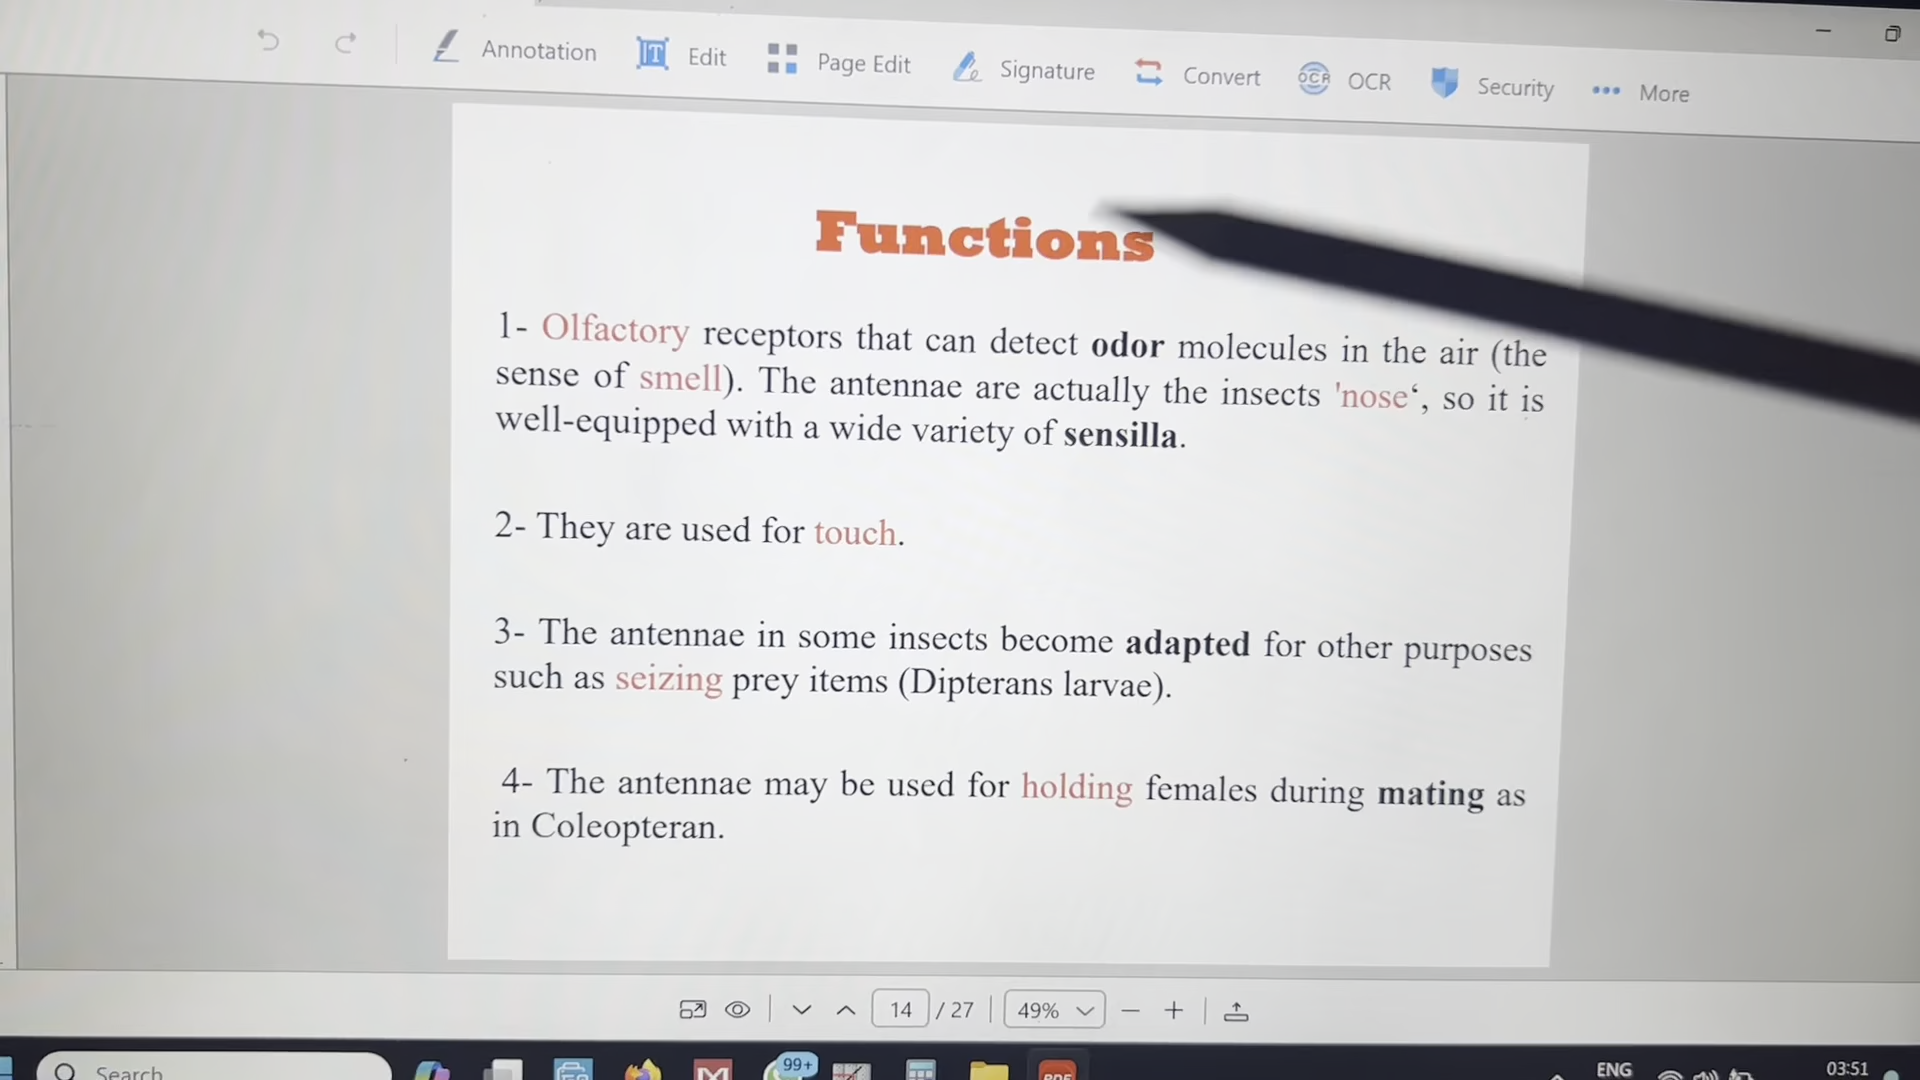 Annotation Edit Page Edit Signature Convert OCR OCR Security More
Functions
1- Olfactory receptors that can detect odor molecules in the air (the
sense of smell). The antennae are actually the insects 'nose‘, so it is
well-equipped with a wide variety of sensilla.
2- They are used for touch.
3- The antennae in some insects become adapted for other purposes
such as seizing prey items (Dipterans larvae).
4- The antennae may be used for holding females during mating as
in Coleopteran.
14 / 27 49%
Search 99+ PDF ENG 03:51